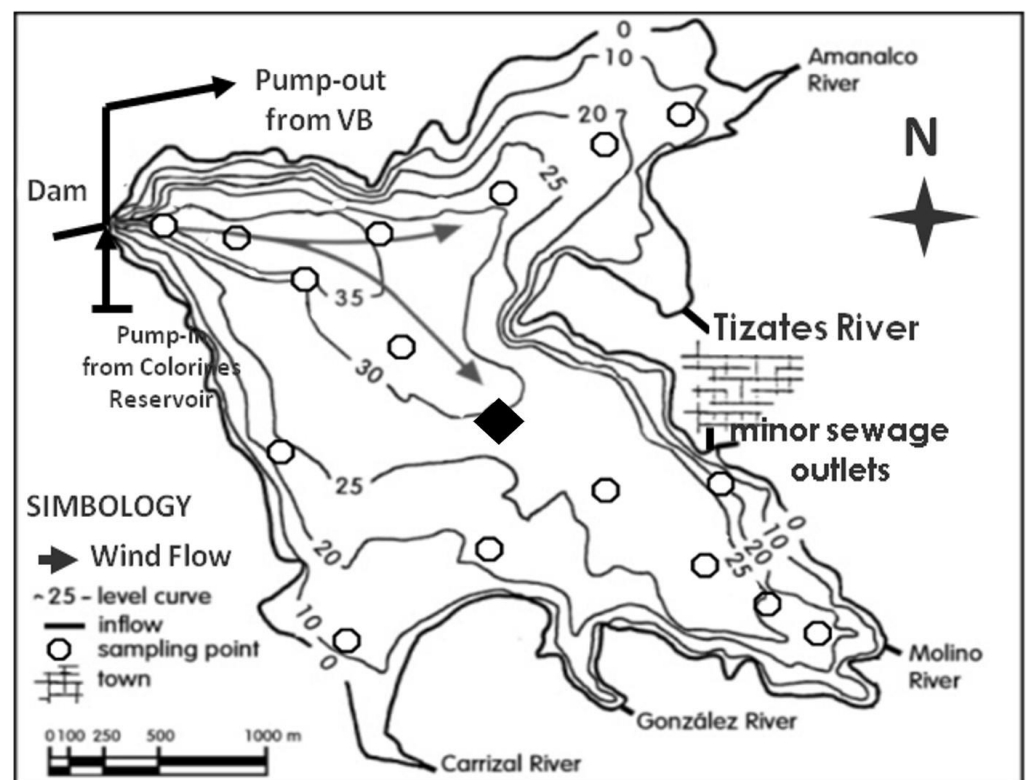 0
10
Amanalco
River
Pump-out
from VB
20
N
25
Dam
35
Tizates River
Pump-in
from Colorines
Reservoir
30
minor sewage
outlets
25
SIMBOLOGY
Wind Flow
20
0
10
20
25
~25- level curve
inflow
10
sampling point
0
town
Molino
River
González River
0 100 250 500 1000 m
Carrizal River